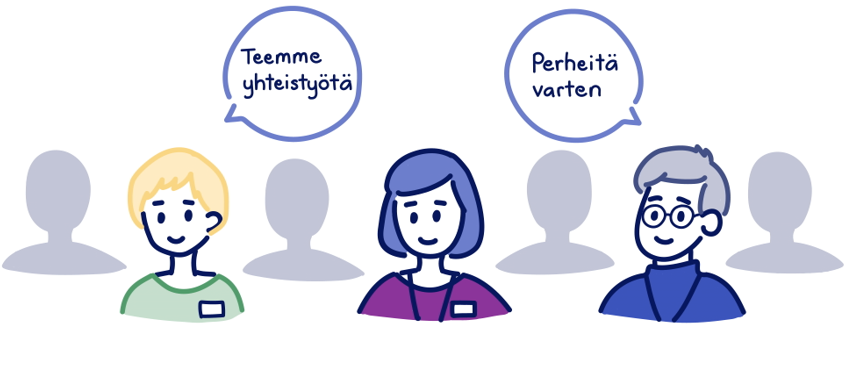 Teemme
yhteistyötä
Perheitä
varten